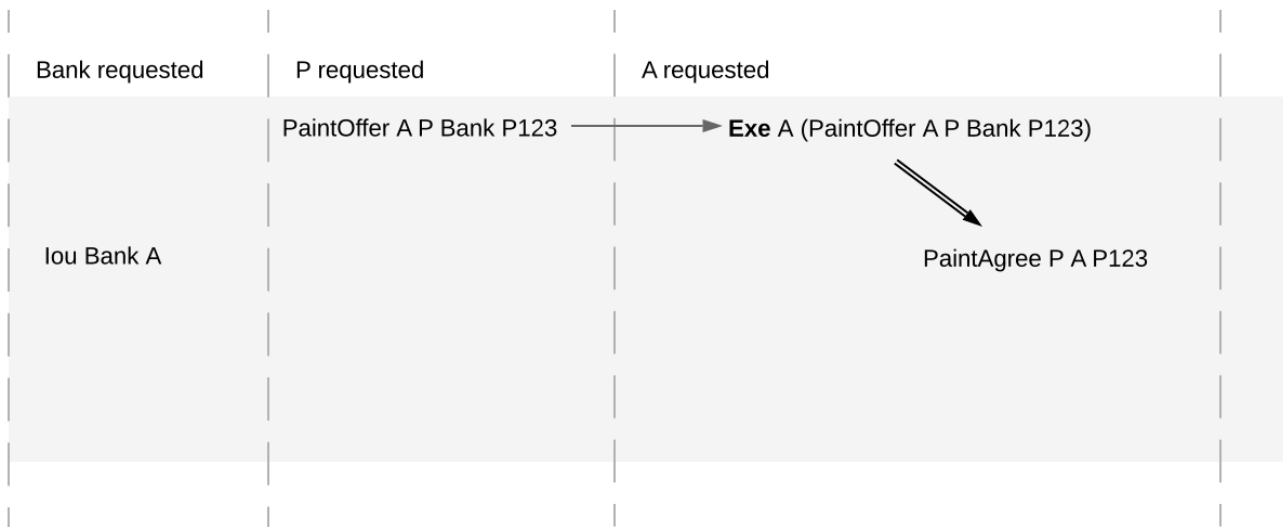 Bank requested
P requested
A requested
PaintOffer A P Bank P123
Exe A (PaintOffer A P Bank P123)
Iou Bank A
PaintAgree P A P123